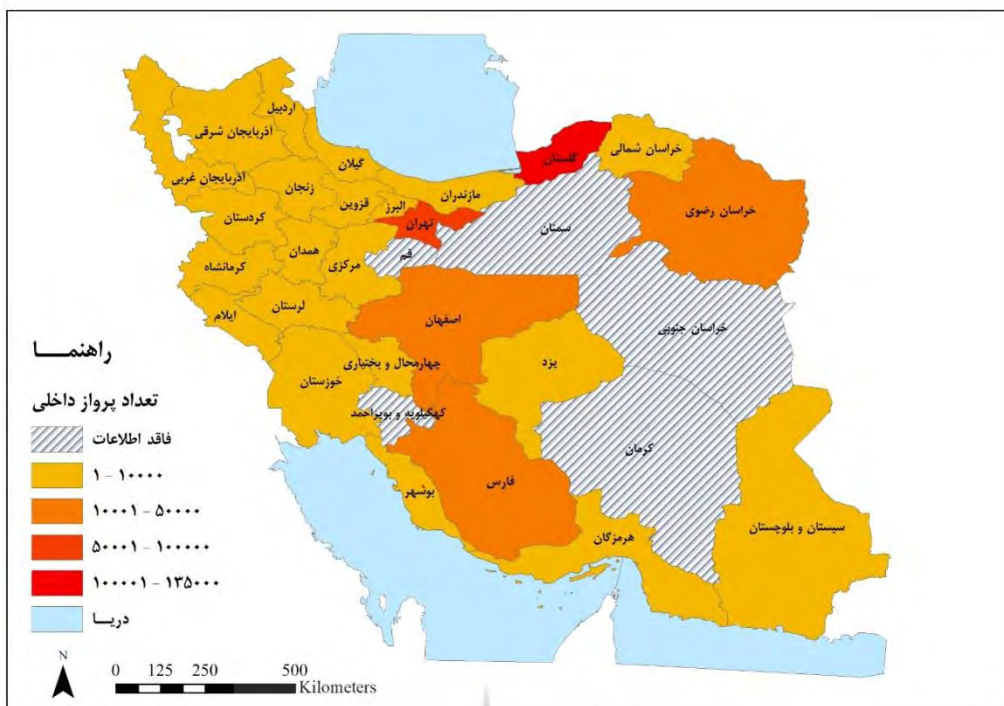 اردبیل
آذربایجان شرقی
گیلان
آذربایجان غربی
زنجان
قزوین
البرز
مازندران
گلستان
خراسان شمالی
خراسان رضوی
کردستان
تهران
سمنان
همدان
قم
مرکزی
کرمانشاه
لرستان
ایلام
اصفهان
خراسان جنوبی
چهارمحال و بختیاری
یزد
خوزستان
کهگیلویه و بویراحمد
کرمان
فارس
بوشهر
هرمزگان
سیستان و بلوچستان
راهنمــا
تعداد پرواز داخلی
فاقد اطلاعات
۱ - ۱۰۰۰۰
۱۰۰۰۱ - ۵۰۰۰۰
۵۰۰۰۱ - ۱۰۰۰۰۰
۱۰۰۰۰۱ - ۱۳۵۰۰۰
دریــا
N
0 125 250 500
Kilometers